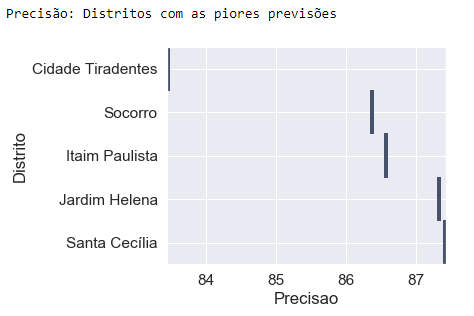 Precisão: Distritos com as piores previsões
Cidade Tiradentes
Socorro
Itaim Paulista
Jardim Helena
Santa Cecília
Distrito
84 85 86 87
Precisao